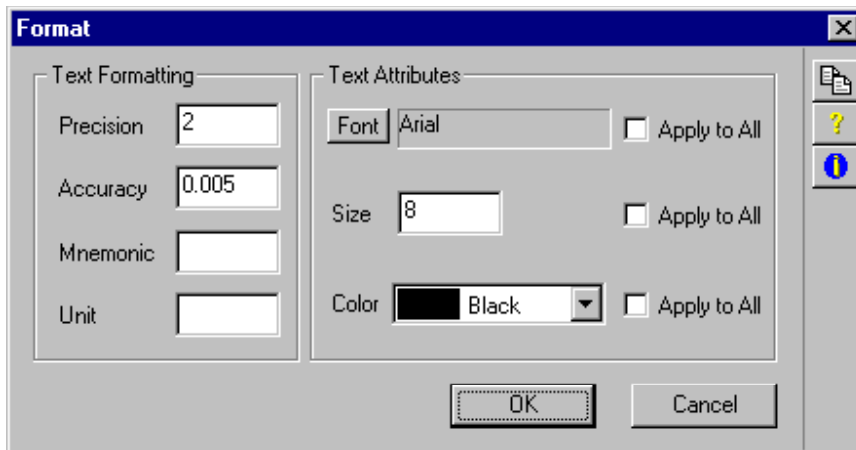 Format
Text Formatting
Precision 2
Accuracy 0.005
Mnemonic
Unit
Text Attributes
Font Arial Apply to All
Size 8 Apply to All
Color Black Apply to All
OK Cancel